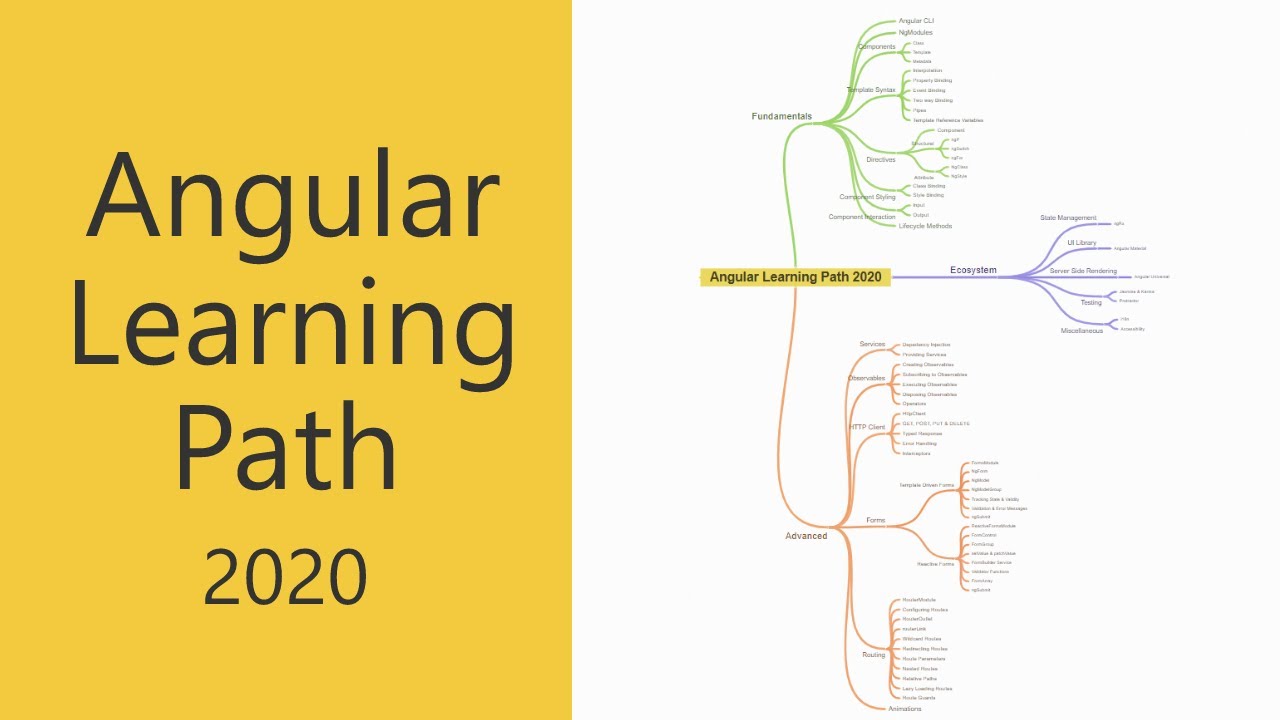 Angular
Learning
Path
2020
Angular Learning Path 2020
Fundamentals
Angular CLI
NgModules
Components
Class
Template
Metadata
Template Syntax
Interpolation
Property Binding
Event Binding
Two way Binding
Pipes
Template Reference Variables
Directives
Component
Structural
ngIf
ngSwitch
ngFor
Attribute
NgClass
NgStyle
Component Styling
Class Binding
Style Binding
Component Interaction
Input
Output
Lifecycle Methods
Ecosystem
State Management
NgRx
UI Library
Angular Material
Server Side Rendering
Angular Universal
Testing
Jasmine & Karma
Protractor
Miscellaneous
i18n
Accessibility
Advanced
Services
Dependency Injection
Providing Services
Observables
Creating Observables
Subscribing to Observables
Executing Observables
Disposing Observables
Operators
HTTP Client
HttpClient
GET, POST, PUT & DELETE
Typed Response
Error Handling
Interceptors
Forms
Template Driven Forms
FormsModule
NgForm
NgModel
NgModelGroup
Tracking State & Validity
Validation & Error Messages
ngSubmit
Reactive Forms
ReactiveFormsModule
FormControl
FormGroup
setValue & patchValue
FormBuilder Service
Validator Functions
FormArray
ngSubmit
Routing
RouterModule
Configuring Routes
RouterOutlet
routerLink
Wildcard Routes
Redirecting Routes
Route Parameters
Nested Routes
Relative Paths
Lazy Loading Routes
Route Guards
Animations